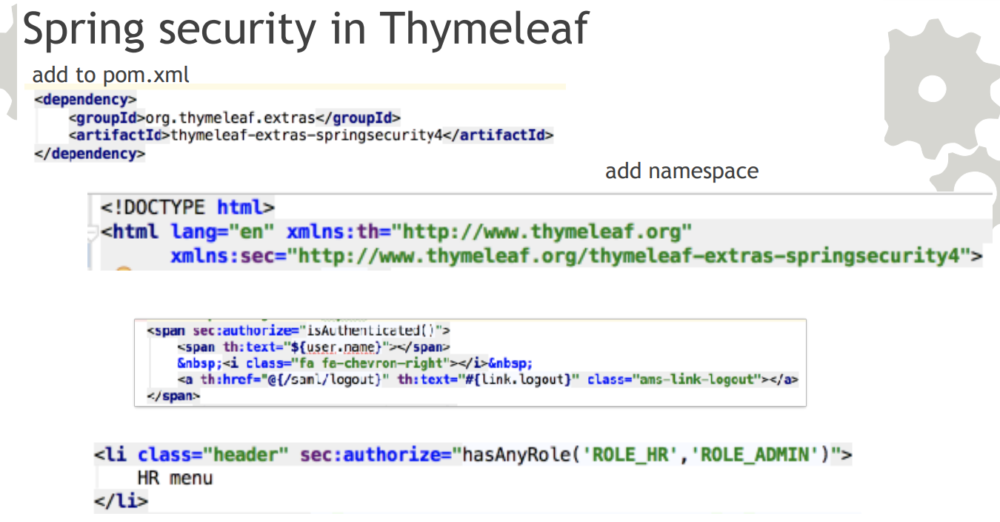 Spring security in Thymeleaf
add to pom.xml
<dependency>
<groupId>org.thymeleaf.extras</groupId>
<artifactId>thymeleaf-extras-springsecurity4</artifactId>
</dependency>
add namespace
<!DOCTYPE html>
<html lang="en" xmlns:th="http://www.thymeleaf.org"
xmlns:sec="http://www.thymeleaf.org/thymeleaf-extras-springsecurity4">
<span sec:authorize="isAuthenticated()">
<span th:text="${user.name}"></span>
&nbsp;<i class="fa fa-chevron-right"></i>&nbsp;
<a th:href="@{/saml/logout}" th:text="#{link.logout}" class="ams-link-logout"></a>
</span>
<li class="header" sec:authorize="hasAnyRole('ROLE_HR','ROLE_ADMIN')">
HR menu
</li>